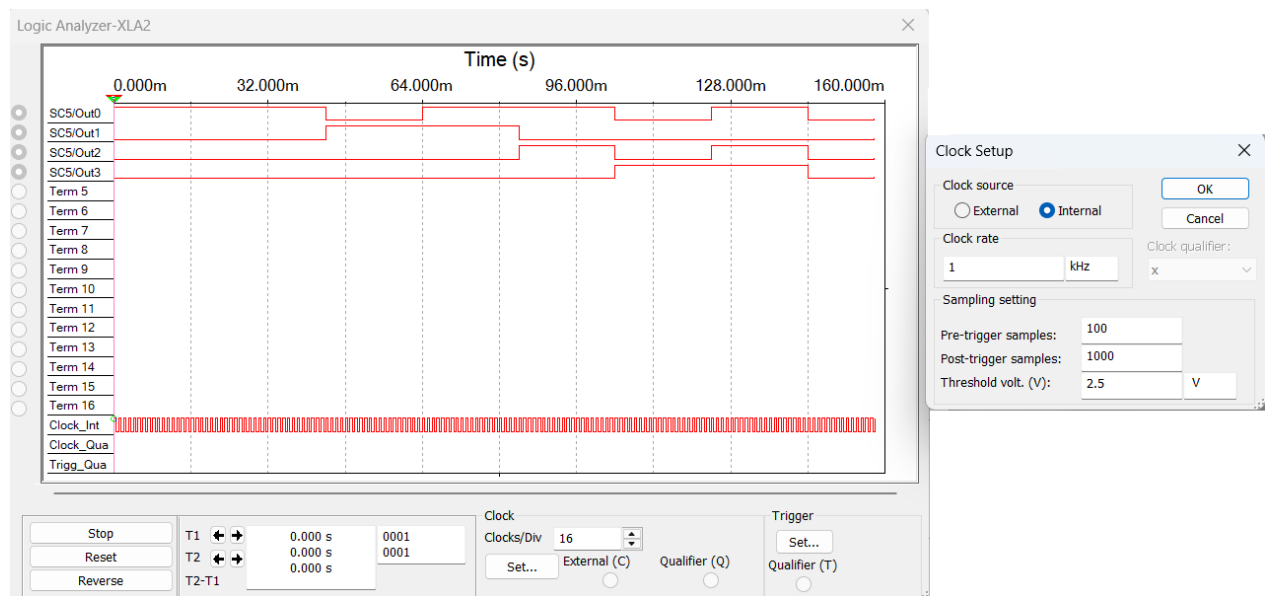 Logic Analyzer-XLA2
Time (s)
0.000m 32.000m 64.000m 96.000m 128.000m 160.000m
SC5/Out0
SC5/Out1
SC5/Out2
SC5/Out3
Term 5
Term 6
Term 7
Term 8
Term 9
Term 10
Term 11
Term 12
Term 13
Term 14
Term 15
Term 16
Clock_Int
Clock_Qua
Trigg_Qua
Stop
Reset
Reverse
T1 0.000 s 0001
T2 0.000 s 0001
T2-T1 0.000 s
Clock
Clocks/Div 16
Set...
External (C)
Qualifier (Q)
Trigger
Set...
Qualifier (T)
Clock Setup
Clock source
External Internal
OK
Cancel
Clock rate
1 kHz
Clock qualifier:
x
Sampling setting
Pre-trigger samples: 100
Post-trigger samples: 1000
Threshold volt. (V): 2.5 V